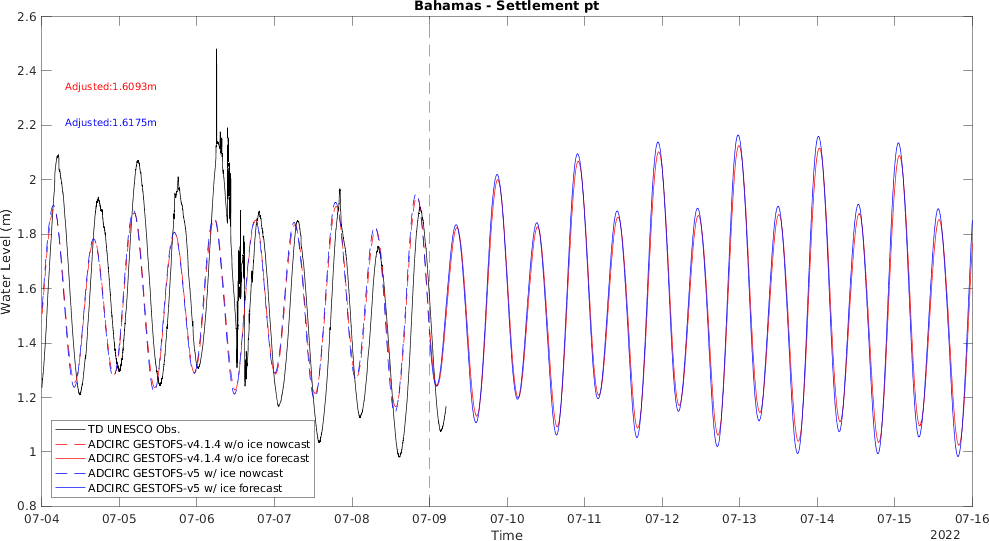 Bahamas - Settlement pt
2.6
2.4
2.2
2
1.8
1.6
1.4
1.2
1
0.8
Water Level (m)
Adjusted:1.6093m
Adjusted:1.6175m
TD UNESCO Obs.
ADCIRC GESTOFS-v4.1.4 w/o ice nowcast
ADCIRC GESTOFS-v4.1.4 w/o ice forecast
ADCIRC GESTOFS-v5 w/ ice nowcast
ADCIRC GESTOFS-v5 w/ ice forecast
07-04 07-05 07-06 07-07 07-08 07-09 07-10 07-11 07-12 07-13 07-14 07-15 07-16
Time
2022